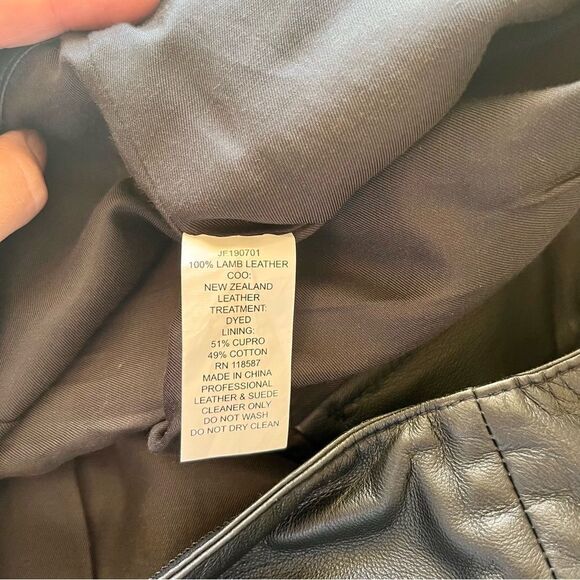 JF190701
100% LAMB LEATHER
COO:
NEW ZEALAND
LEATHER
TREATMENT:
DYED
LINING:
51% CUPRO
49% COTTON
RN 118587
MADE IN CHINA
PROFESSIONAL
LEATHER & SUEDE
CLEANER ONLY
DO NOT WASH
DO NOT DRY CLEAN